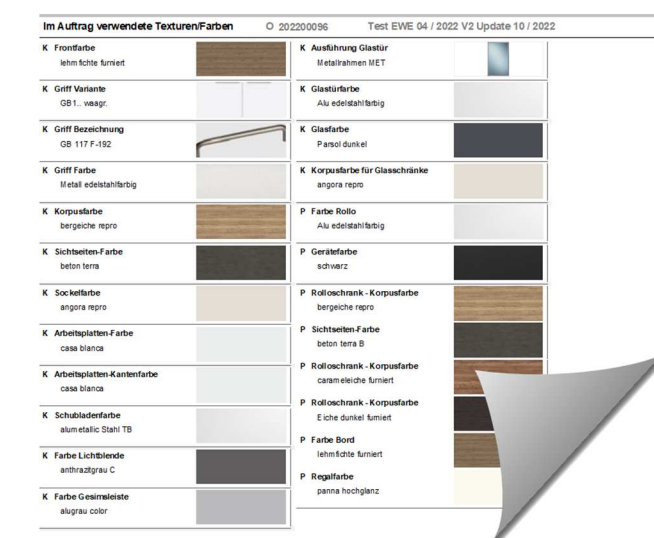 Im Auftrag verwendete Texturen/Farben O 202200096 Test EWE 04 / 2022 V2 Update 10 / 2022
K Frontfarbe
lehmfichte furniert
K Griff Variante
GB1.. waagr.
K Griff Bezeichnung
GB 117 F-192
K Griff Farbe
Metall edelstahlfarbig
K Korpusfarbe
bergeiche repro
K Sichtseiten-Farbe
beton terra
K Sockelfarbe
angora repro
K Arbeitsplatten-Farbe
casa blanca
K Arbeitsplatten-Kantenfarbe
casa blanca
K Schubladenfarbe
alumetallic Stahl TB
K Farbe Lichtblende
anthrazitgrau C
K Farbe Gesimsleiste
alugrau color
K Ausführung Glastür
Metallrahmen MET
K Glastürfarbe
Alu edelstahlfarbig
K Glasfarbe
Parsol dunkel
K Korpusfarbe für Glasschränke
angora repro
P Farbe Rollo
Alu edelstahlfarbig
P Gerätefarbe
schwarz
P Rolloschrank - Korpusfarbe
bergeiche repro
P Sichtseiten-Farbe
beton terra B
P Rolloschrank - Korpusfarbe
carameleiche furniert
P Rolloschrank - Korpusfarbe
Eiche dunkel furniert
P Farbe Bord
lehmfichte furniert
P Regalfarbe
panna hochglanz